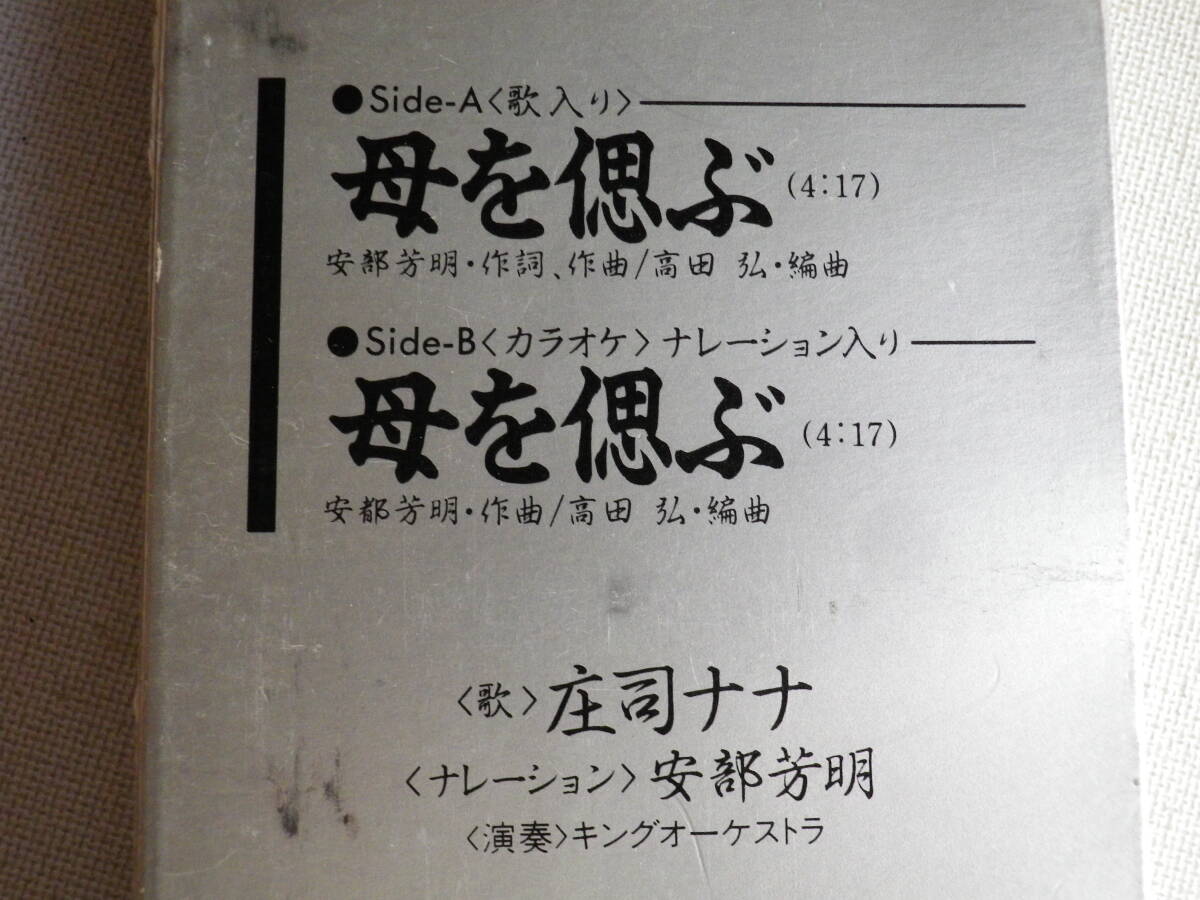 ●Side-A〈歌入り〉
母を偲ぶ(4:17)
安部芳明・作詞、作曲/高田 弘・編曲
●Side-B〈カラオケ〉ナレーション入り
母を偲ぶ(4:17)
安都芳明・作曲/高田 弘・編曲
〈歌〉庄司ナナ
〈ナレーション〉安部芳明
〈演奏〉キングオーケストラ